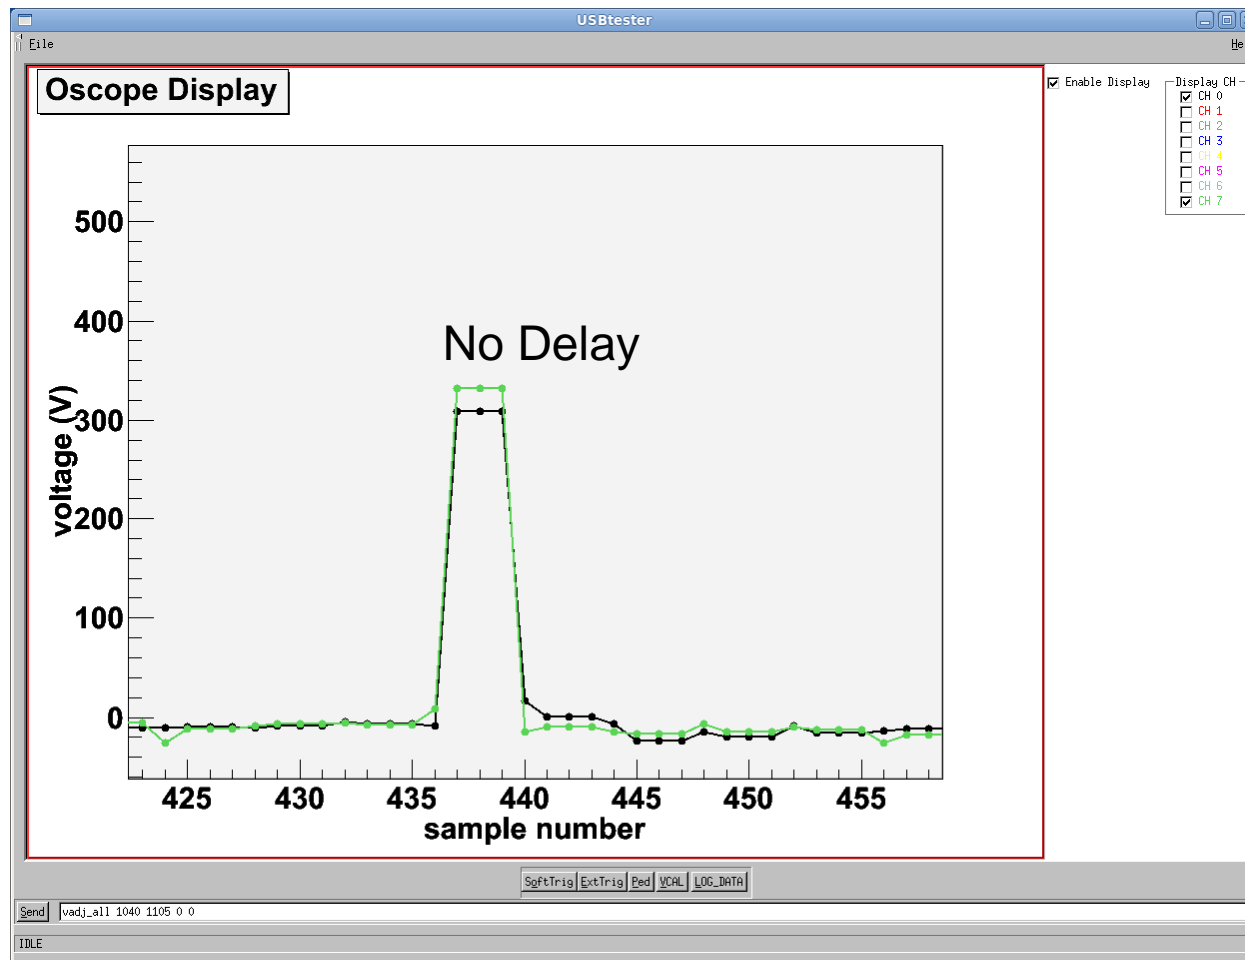 USBtester
File
He
Oscope Display
Enable Display
Display CH
CH 0
CH 1
CH 2
CH 3
CH 4
CH 5
CH 6
CH 7
No Delay
500
400
300
200
100
0
voltage (V)
425 430 435 440 445 450 455
sample number
SoftTrig ExtTrig Ped VCAL LOG_DATA
Send vadj_all 1040 1105 0 0
IDLE